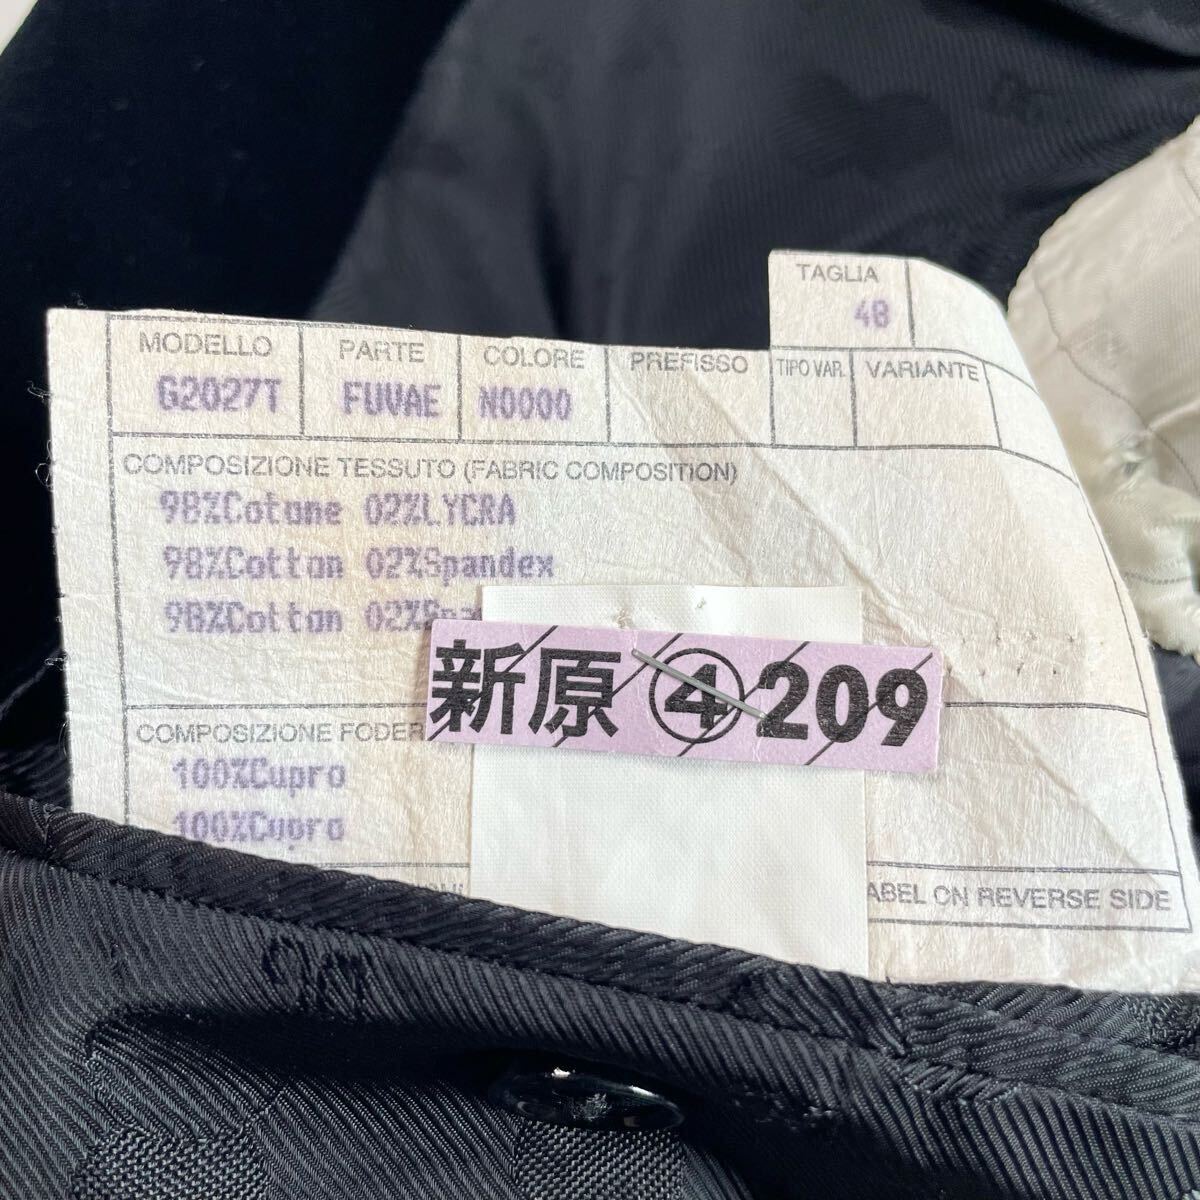 TAGLIA
48
MODELLO PARTE COLORE PREFISSO TIPO VAR. VARIANTE
G2027T FUVAE N0000
COMPOSIZIONE TESSUTO (FABRIC COMPOSITION)
98%Cotone 02%LYCRA
98%Cotton 02%Spandex
98%Cotton 02%Spa
新原 ④ 209
COMPOSIZIONE FODER
100%Cupro
100%Cupro
ABEL ON REVERSE SIDE